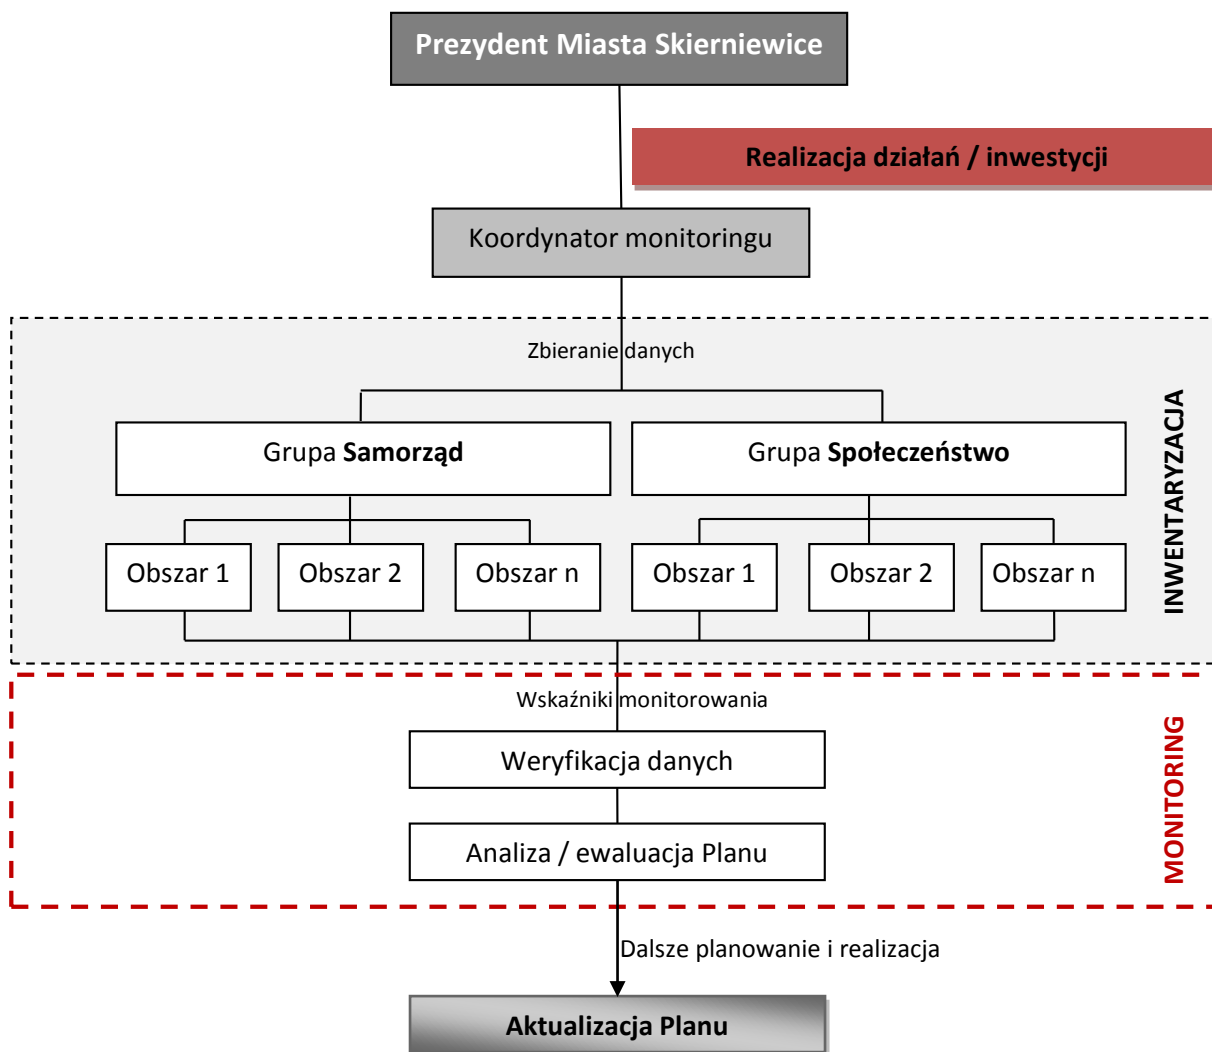 Prezydent Miasta Skierniewice
Realizacja działań / inwestycji
Koordynator monitoringu
Zbieranie danych
Grupa Samorząd
Grupa Społeczeństwo
Obszar 1
Obszar 2
Obszar n
Obszar 1
Obszar 2
Obszar n
INWENTARYZACJA
Wskaźniki monitorowania
Weryfikacja danych
Analiza / ewaluacja Planu
MONITORING
Dalsze planowanie i realizacja
Aktualizacja Planu